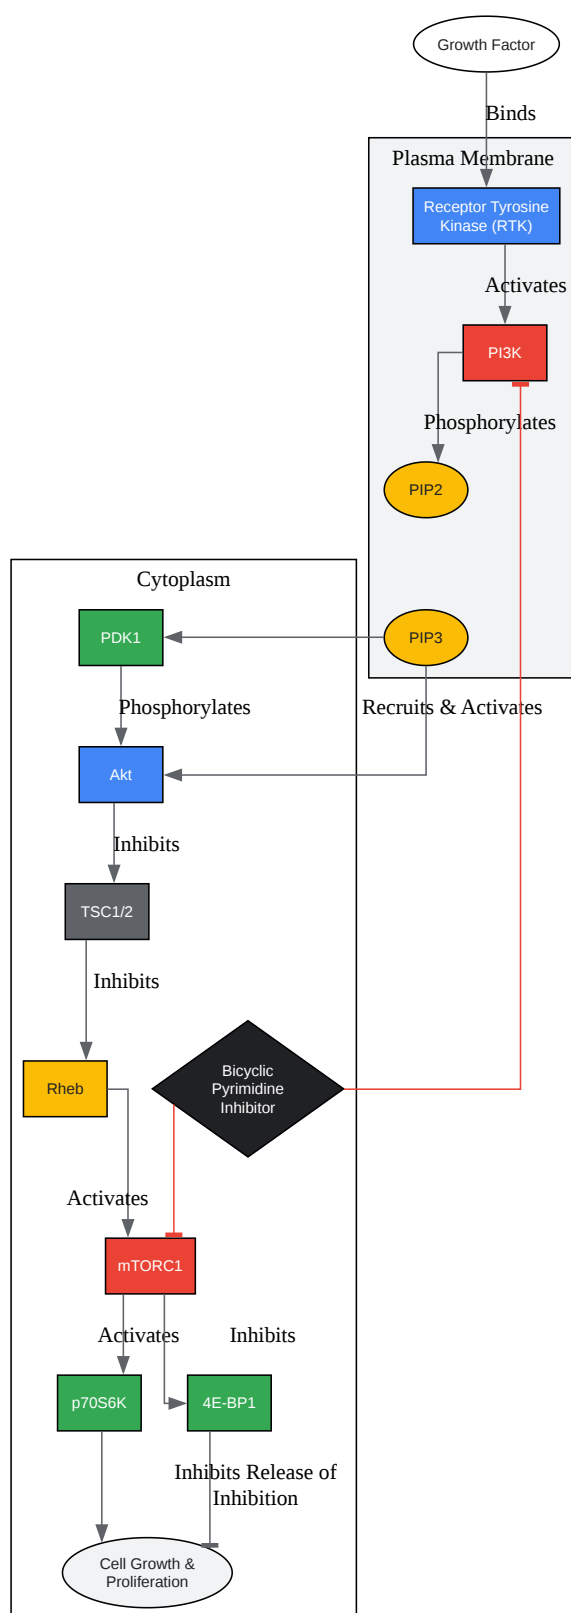 Growth Factor
Binds
Plasma Membrane
Receptor Tyrosine
Kinase (RTK)
Activates
PI3K
Phosphorylates
PIP2
Cytoplasm
PDK1
PIP3
Phosphorylates
Recruits & Activates
Akt
Inhibits
TSC1/2
Inhibits
Bicyclic
Pyrimidine
Inhibitor
Rheb
Activates
mTORC1
Activates
Inhibits
p70S6K
4E-BP1
Inhibits Release of
Inhibition
Cell Growth &
Proliferation